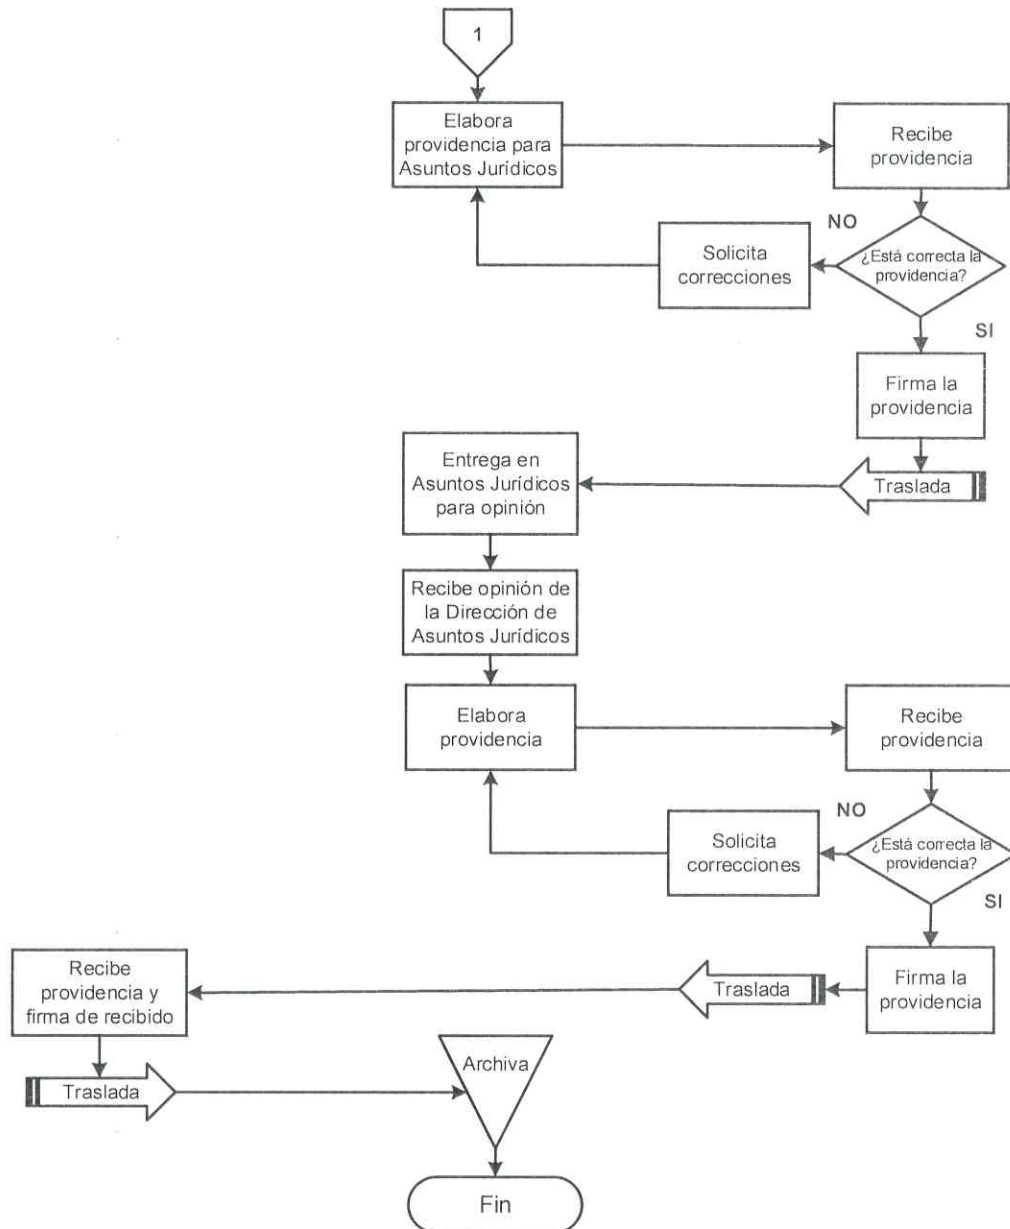 1
Elabora
providencia para
Asuntos Jurídicos
Recibe
providencia
NO
¿Está correcta la
providencia?
Solicita
correcciones
SI
Firma la
providencia
Traslada
Entrega en
Asuntos Jurídicos
para opinión
Recibe opinión de
la Dirección de
Asuntos Jurídicos
Elabora
providencia
Recibe
providencia
NO
¿Está correcta la
providencia?
Solicita
correcciones
SI
Firma la
providencia
Traslada
Recibe
providencia y
firma de recibido
Traslada
Archiva
Fin